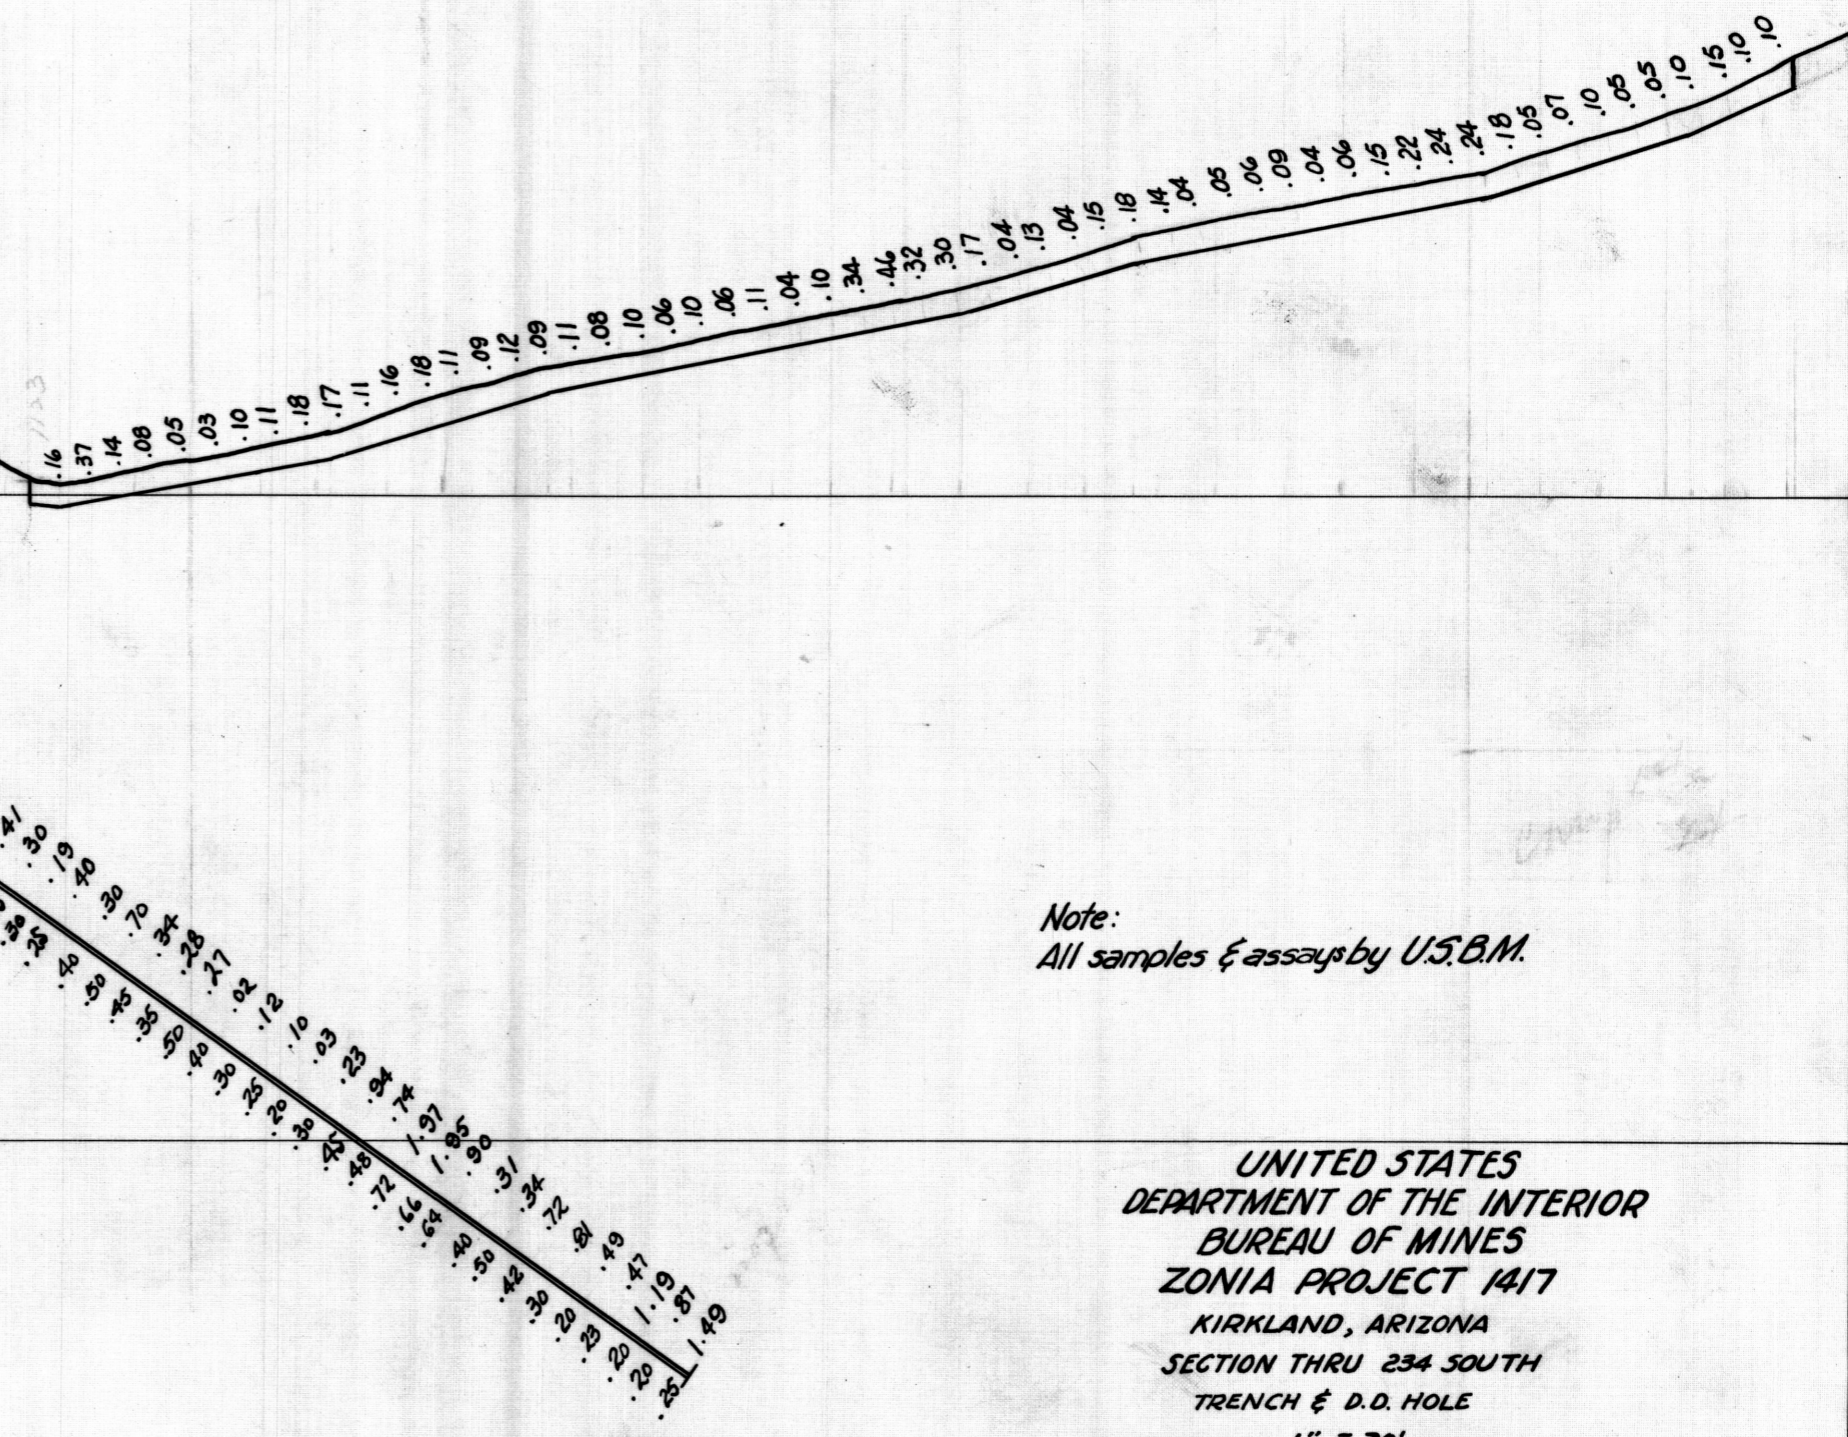 .16 .37 .14 .08 .05 .03 .10 .11 .18 .17 .11 .16 .18 .11 .09 .12 .09 .11 .08 .10 .06 .10 .06 .11 .04 .10 .34 .46 .32 .30 .17 .04 .13 .04 .15 .18 .14 .04 .05 .06 .09 .04 .06 .15 .22 .24 .24 .18 .05 .07 .10 .05 .05 .10 .15 .10 .10
.41 .30 .19 .40 .30 .70 .34 .28 .27 .02 .12 .10 .03 .23 .94 .74 1.97 1.95 .90 .31 .34 .72 .81 .49 .47 1.19 .87 1.49
.30 .25 .40 .50 .45 .35 .50 .40 .30 .25 .20 .30 .45 .48 .72 .66 .64 .40 .50 .42 .30 .20 .23 .20 .20 .25
Note:
All samples & assays by U.S.B.M.
UNITED STATES
DEPARTMENT OF THE INTERIOR
BUREAU OF MINES
ZONIA PROJECT 1417
KIRKLAND, ARIZONA
SECTION THRU 234 SOUTH
TRENCH & D.D. HOLE